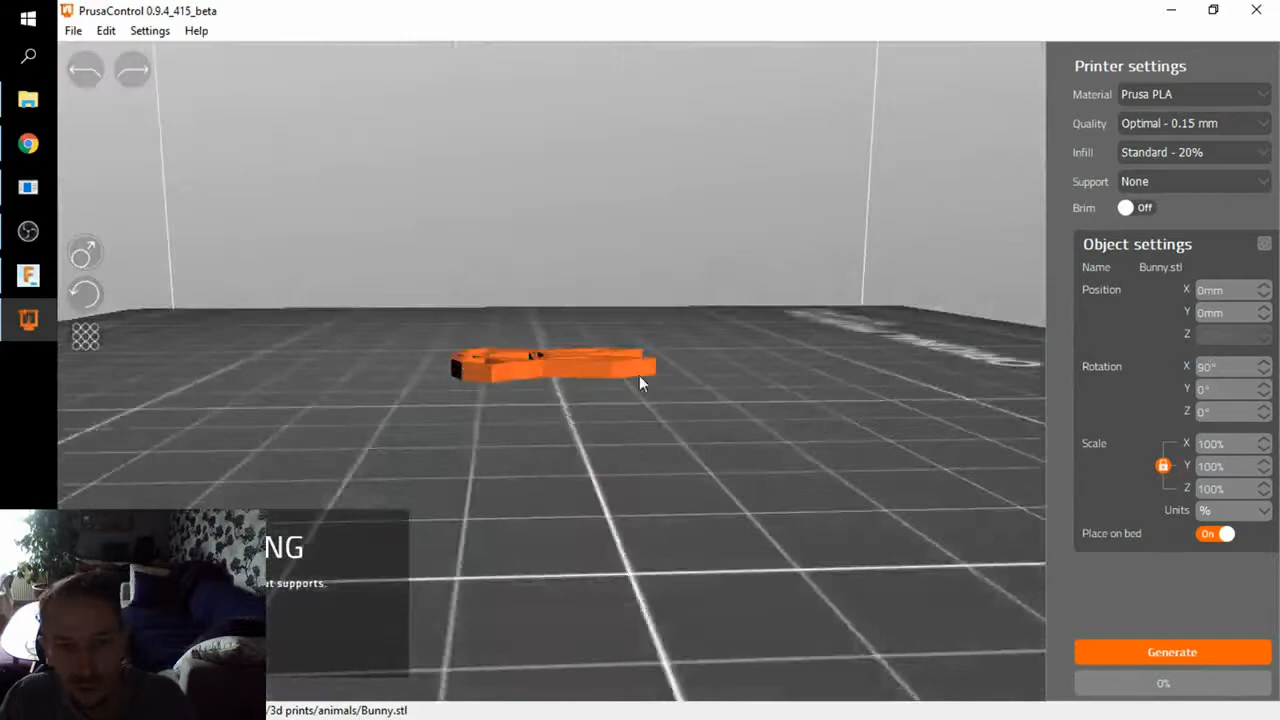 PrusaControl 0.9.4_415_beta
File Edit Settings Help
Printer settings
Material Prusa PLA
Quality Optimal - 0.15 mm
Infill Standard - 20%
Support None
Brim Off
Object settings
Name Bunny.stl
Position X 0mm
Y 0mm
Z
Rotation X 90°
Y 0°
Z 0°
Scale X 100%
Y 100%
Z 100%
Units %
Place on bed On
NG
ut supports.
Generate
0%
/3d prints/animals/Bunny.stl